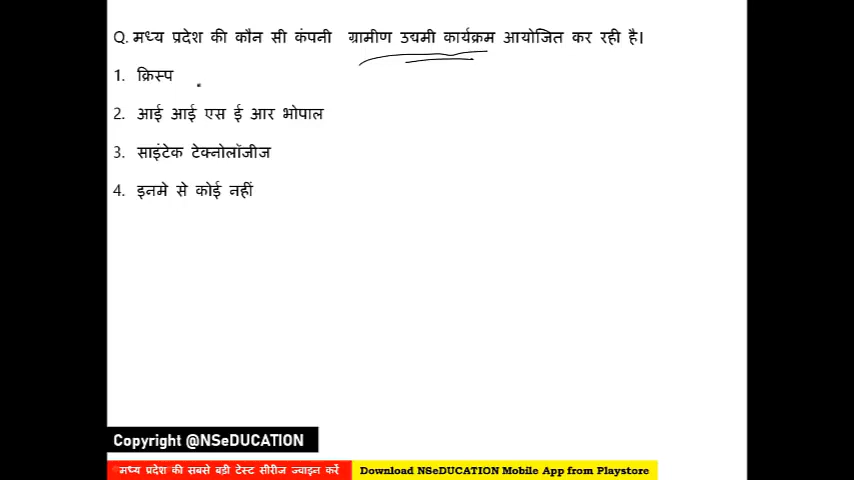 Q. मध्य प्रदेश की कौन सी कंपनी ग्रामीण उद्यमी कार्यक्रम आयोजित कर रही है।
1. क्रिस्प
2. आई आई एस ई आर भोपाल
3. साइंटेक टेक्नोलॉजीज
4. इनमे से कोई नहीं
Copyright @NSeDUCATION
मध्य प्रदेश की सबसे बड़ी टेस्ट सीरीज ज्वाइन करें Download NSeDUCATION Mobile App from Playstore